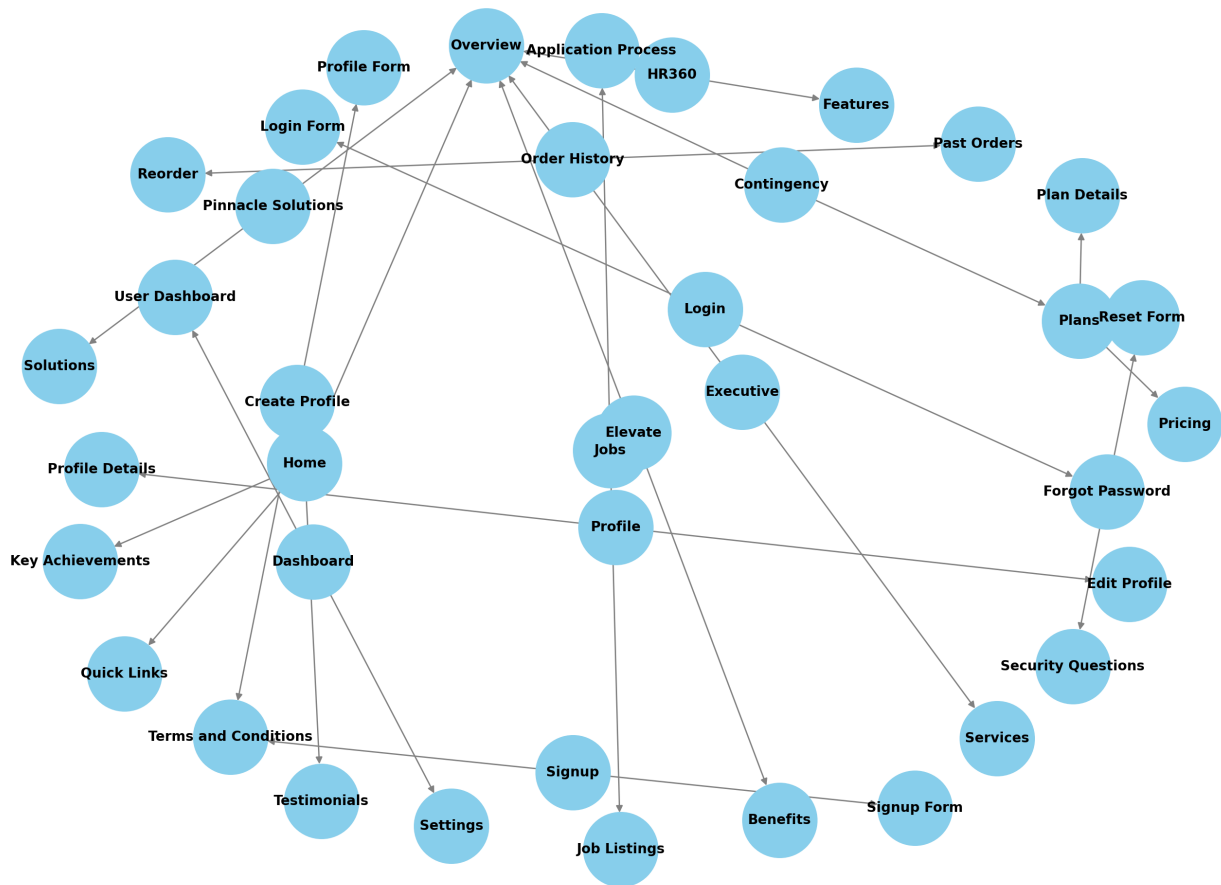 Overview
Application Process
Profile Form
HR360
Features
Login Form
Past Orders
Order History
Reorder
Contingency
Plan Details
Pinnacle Solutions
User Dashboard
Login
Plans
Reset Form
Solutions
Executive
Create Profile
Pricing
Elevate
Jobs
Home
Profile Details
Forgot Password
Profile
Key Achievements
Dashboard
Edit Profile
Security Questions
Quick Links
Terms and Conditions
Services
Signup
Testimonials
Signup Form
Benefits
Settings
Job Listings